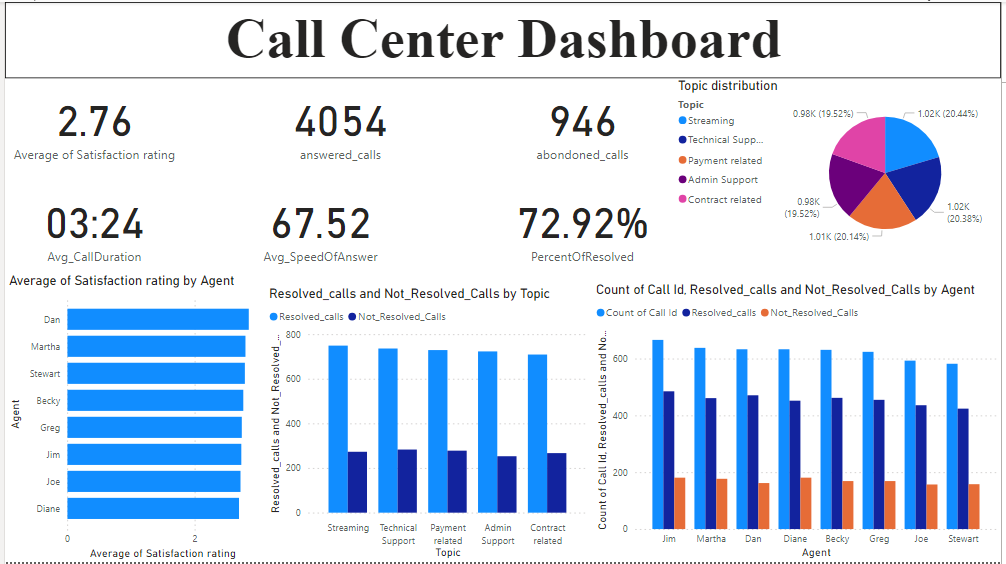 Call Center Dashboard
2.76
Average of Satisfaction rating
4054
answered_calls
946
abondoned_calls
03:24
Avg_CallDuration
67.52
Avg_SpeedOfAnswer
72.92%
PercentOfResolved
Topic distribution
Topic
Streaming
Technical Supp...
Payment related
Admin Support
Contract related
0.98K (19.52%)
1.02K (20.44%)
0.98K
(19.52%)
1.02K
(20.38%)
1.01K (20.14%)
Average of Satisfaction rating by Agent
Agent
Dan
Martha
Stewart
Becky
Greg
Jim
Joe
Diane
0
2
Average of Satisfaction rating
Resolved_calls and Not_Resolved_Calls by Topic
Resolved_calls
Not_Resolved_Calls
Resolved_calls and Not_Resolved_...
800
600
400
200
0
Streaming
Technical
Support
Payment
related
Admin
Support
Contract
related
Topic
Count of Call Id, Resolved_calls and Not_Resolved_Calls by Agent
Count of Call Id
Resolved_calls
Not_Resolved_Calls
Count of Call Id, Resolved_calls and No...
600
400
200
0
Jim
Martha
Dan
Diane
Becky
Greg
Joe
Stewart
Agent